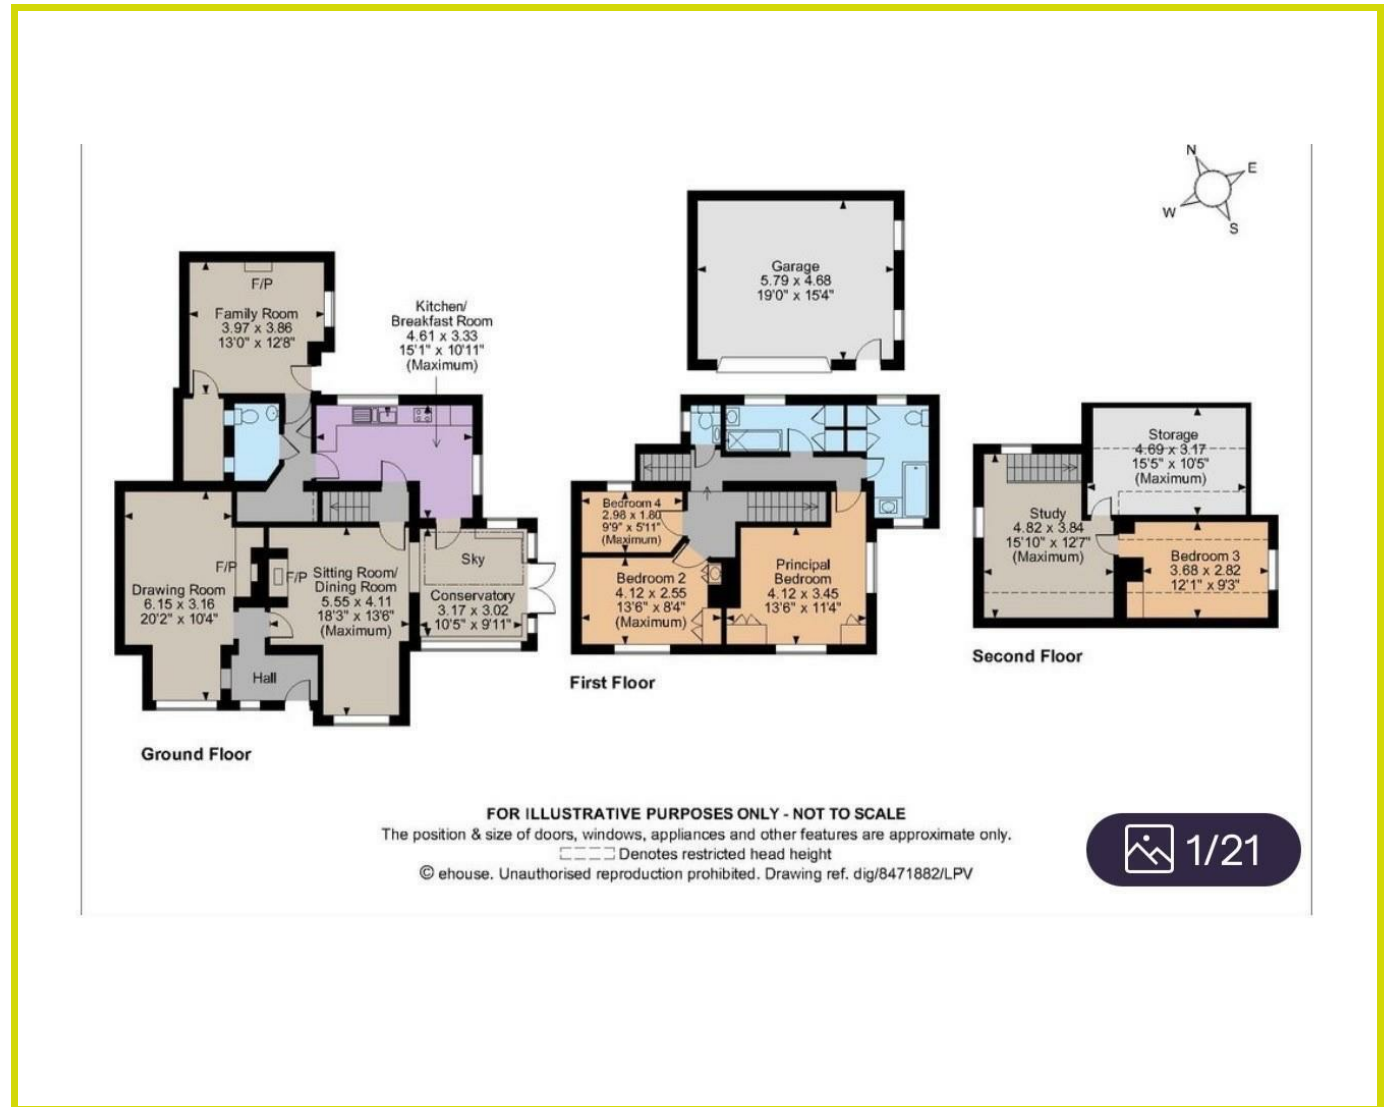 N
E
W
S
Garage
5.79 x 4.68
19'0" x 15'4"
F/P
Family Room
3.97 x 3.86
13'0" x 12'8"
Kitchen/
Breakfast Room
4.61 x 3.33
15'1" x 10'11"
(Maximum)
Drawing Room
6.15 x 3.16
20'2" x 10'4"
F/P
F/P
Sitting Room/
Dining Room
5.55 x 4.11
18'3" x 13'6"
(Maximum)
Sky
Conservatory
3.17 x 3.02
10'5" x 9'11"
Hall
Ground Floor
Bedroom 4
2.98 x 1.80
9'9" x 5'11"
(Maximum)
Bedroom 2
4.12 x 2.55
13'6" x 8'4"
(Maximum)
Principal
Bedroom
4.12 x 3.45
13'6" x 11'4"
First Floor
Storage
4.69 x 3.17
15'5" x 10'5"
(Maximum)
Study
4.82 x 3.84
15'10" x 12'7"
(Maximum)
Bedroom 3
3.68 x 2.82
12'1" x 9'3"
Second Floor
FOR ILLUSTRATIVE PURPOSES ONLY - NOT TO SCALE
The position & size of doors, windows, appliances and other features are approximate only.
Denotes restricted head height
© ehouse. Unauthorised reproduction prohibited. Drawing ref. dig/8471882/LPV
1/21